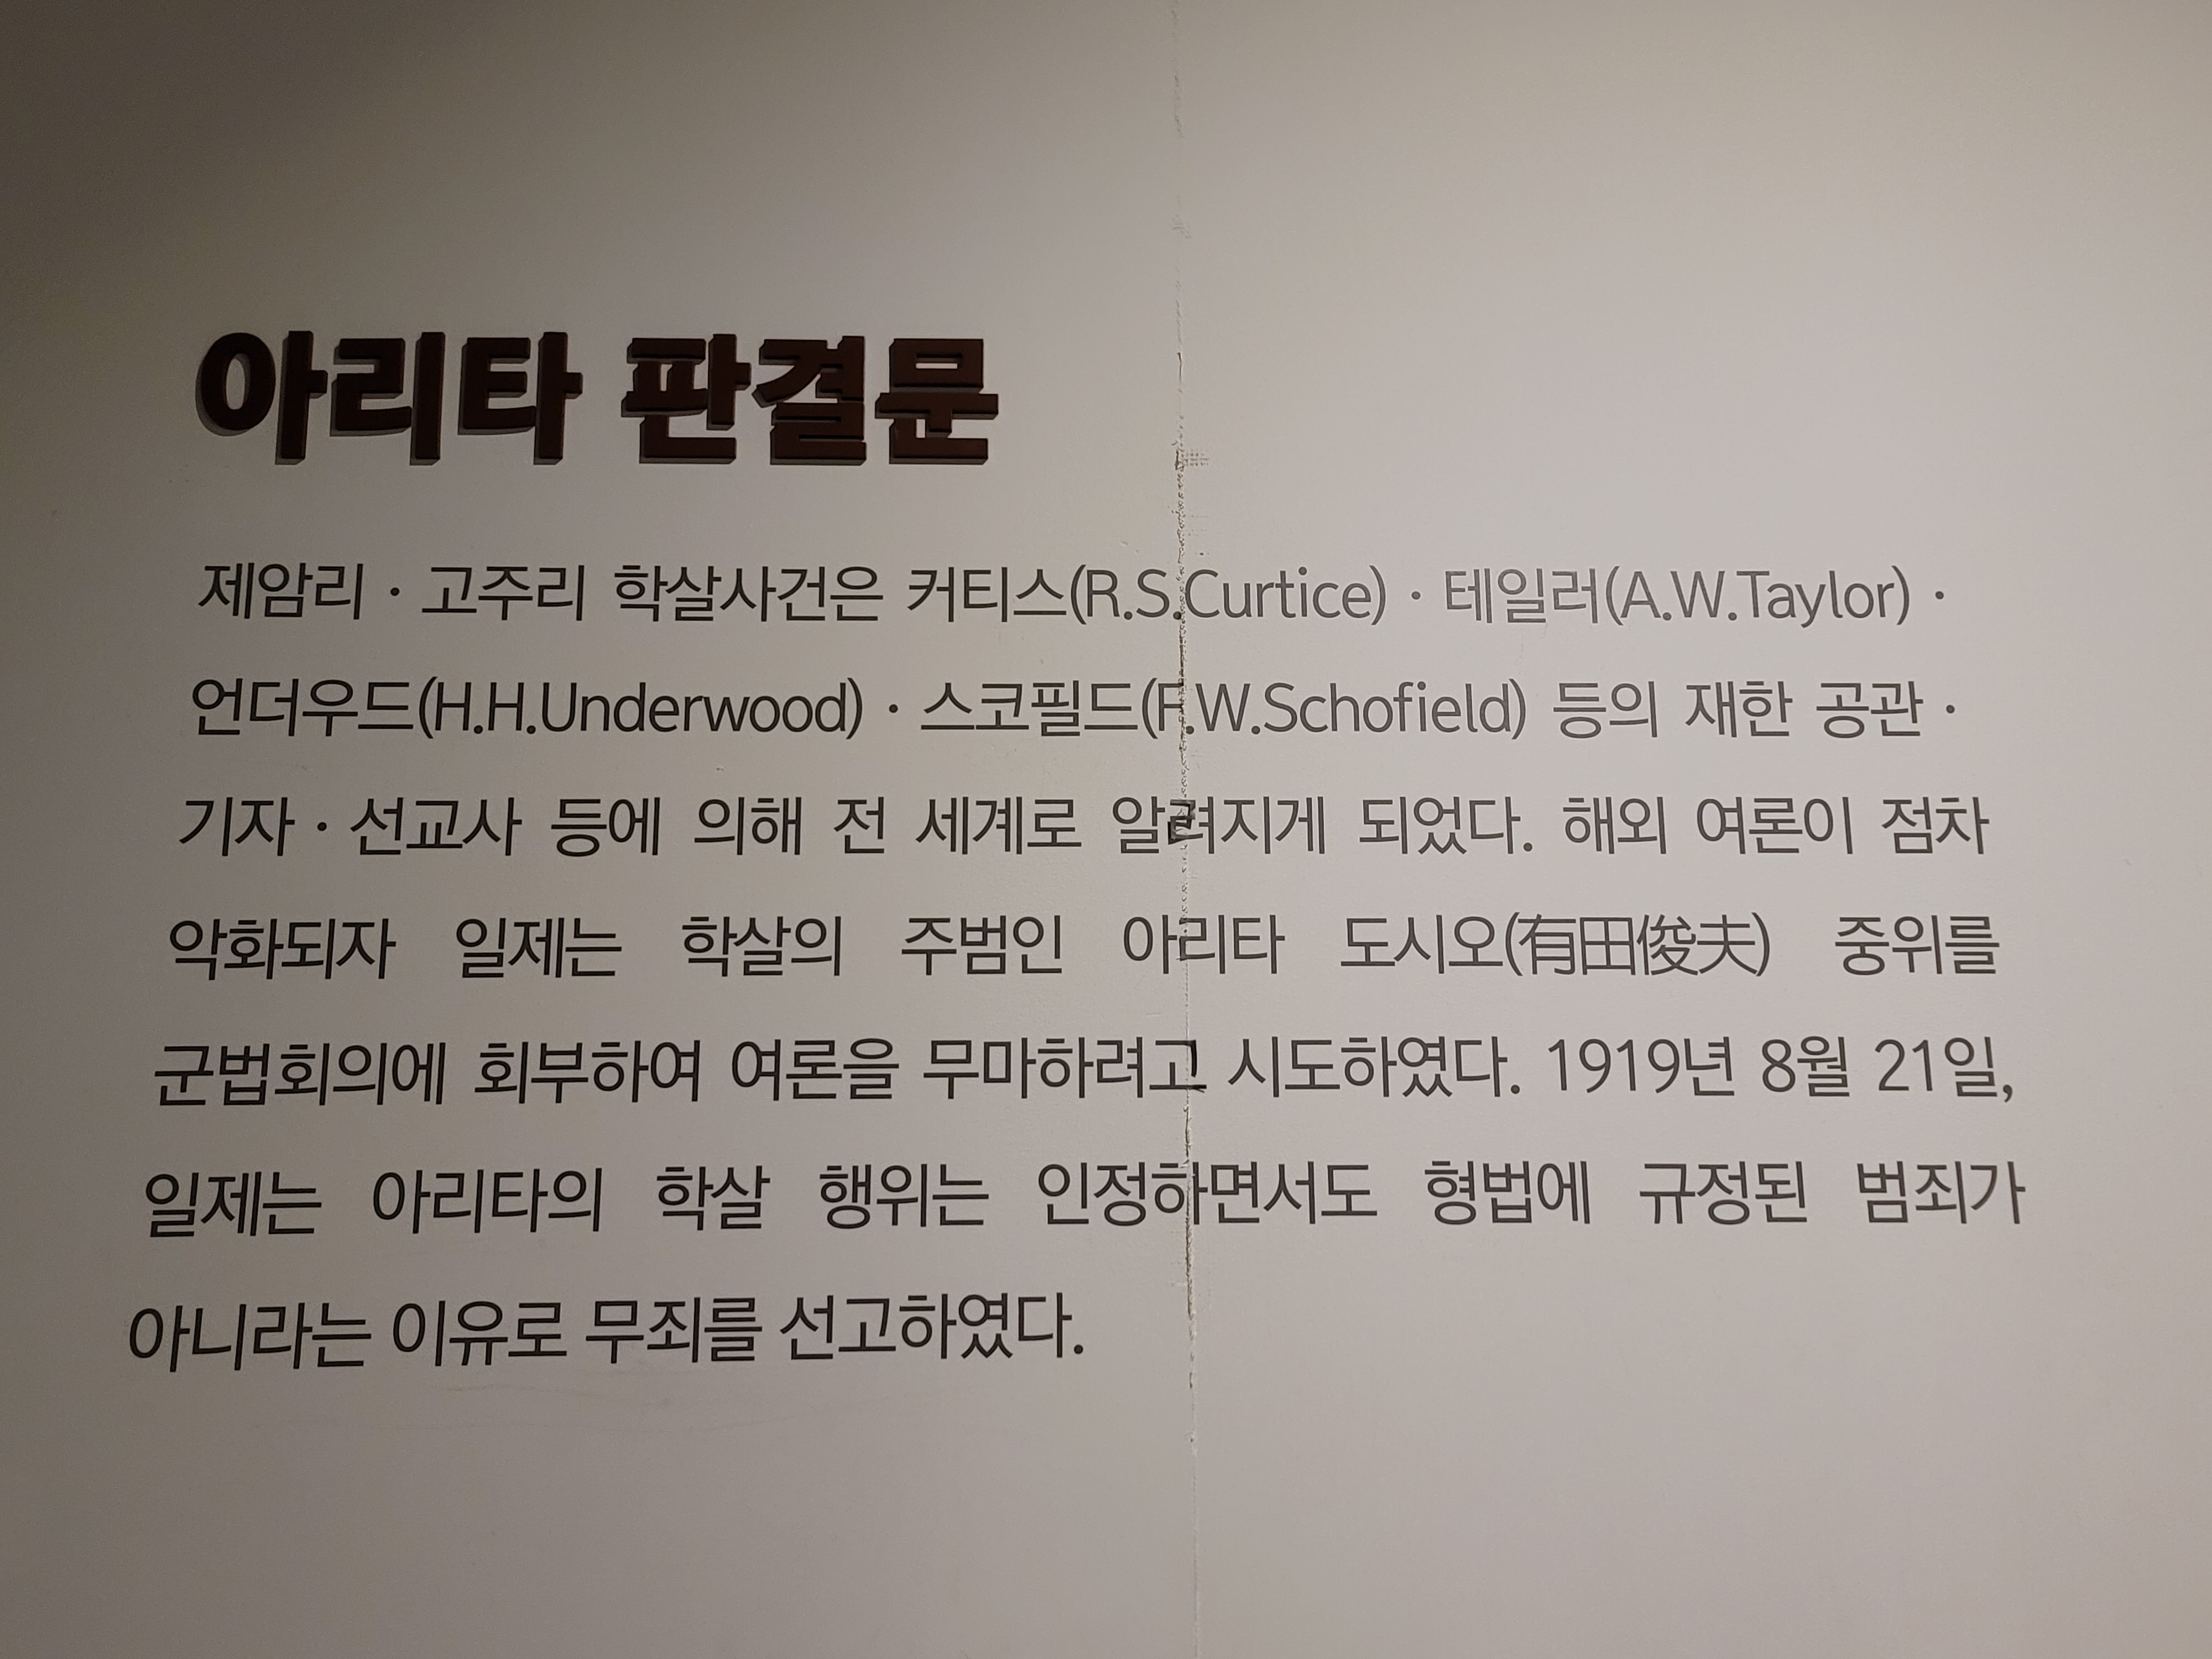 아리타 판결문
제암리 · 고주리 학살사건은 커티스(R.S.Curtice) · 테일러(A.W.Taylor) ·
언더우드(H.H.Underwood) · 스코필드(F.W.Schofield) 등의 재한 공관 ·
기자 · 선교사 등에 의해 전 세계로 알려지게 되었다. 해외 여론이 점차
악화되자 일제는 학살의 주범인 아리타 도시오(有田俊夫) 중위를
군법회의에 회부하여 여론을 무마하려고 시도하였다. 1919년 8월 21일,
일제는 아리타의 학살 행위는 인정하면서도 형법에 규정된 범죄가
아니라는 이유로 무죄를 선고하였다.